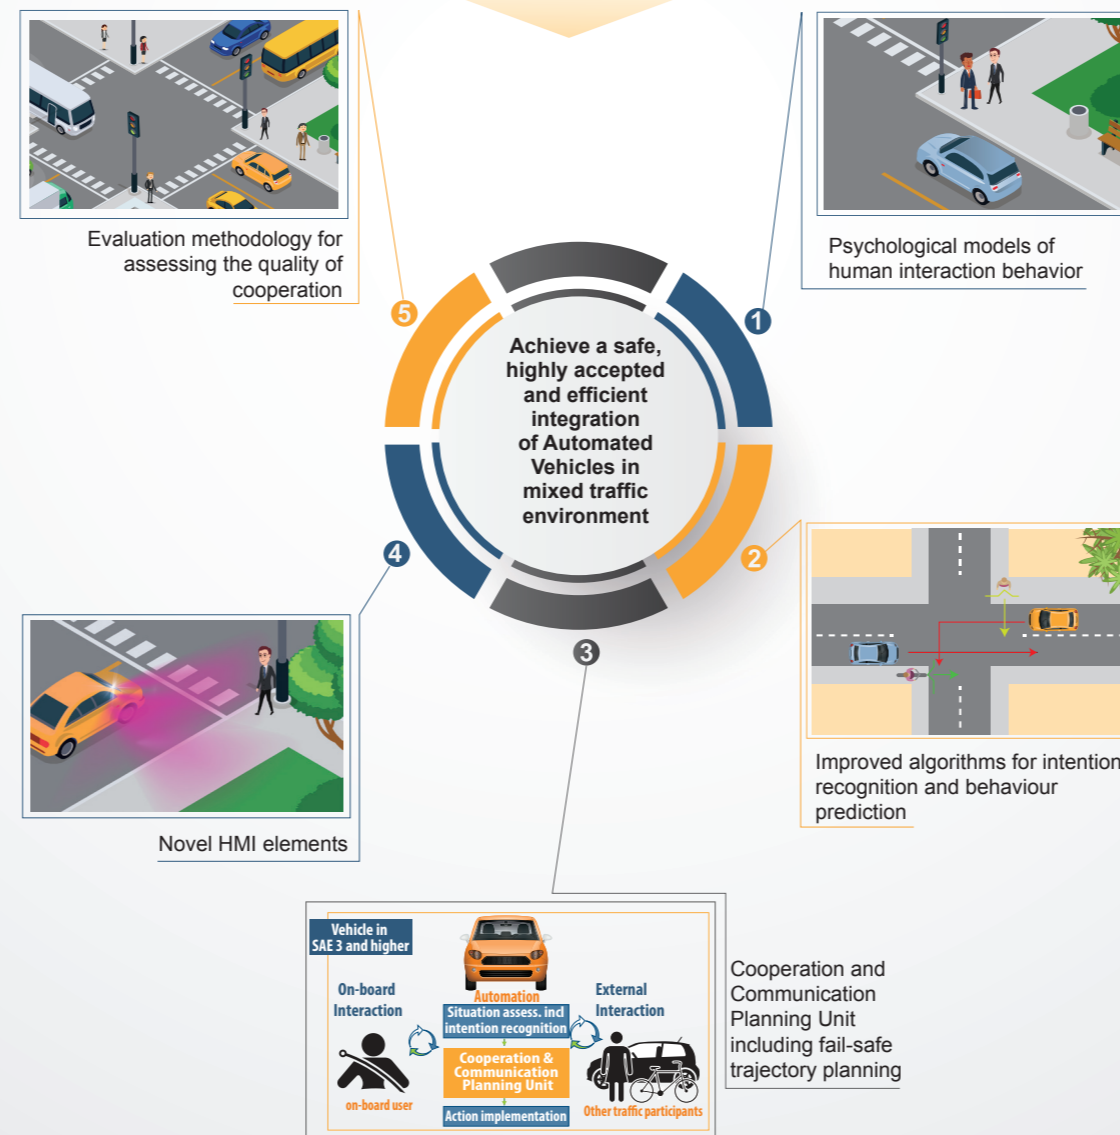 Evaluation methodology for
assessing the quality of
cooperation
Psychological models of
human interaction behavior
5
1
Achieve a safe,
highly accepted
and efficient
integration
of Automated
Vehicles in
mixed traffic
environment
4
2
3
Improved algorithms for intention
recognition and behaviour
prediction
Novel HMI elements
Vehicle in
SAE 3 and higher
On-board
Interaction
Automation
External
Interaction
Situation assess. incl
intention recognition
Cooperation &
Communication
Planning Unit
on-board user
Action implementation
Other traffic participants
Cooperation and
Communication
Planning Unit
including fail-safe
trajectory planning